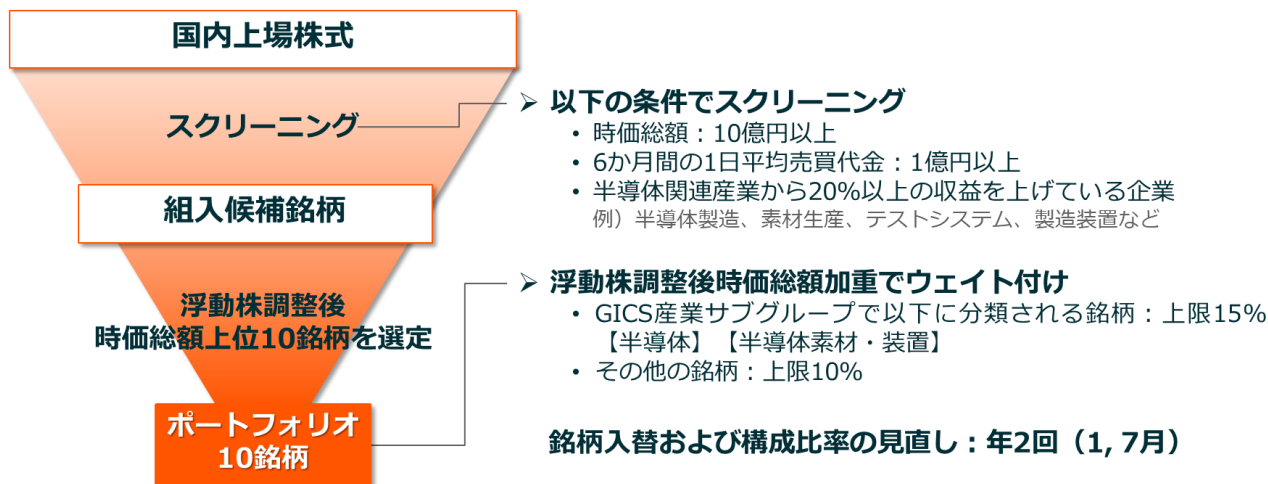 国内上場株式
スクリーニング
組入候補銘柄
浮動株調整後
時価総額上位10銘柄を選定
ポートフォリオ
10銘柄
➢ 以下の条件でスクリーニング
• 時価総額：10億円以上
• 6か月間の1日平均売買代金：1億円以上
• 半導体関連産業から20%以上の収益を上げている企業
例）半導体製造、素材生産、テストシステム、製造装置など
➢ 浮動株調整後時価総額加重でウェイト付け
• GICS産業サブグループで以下に分類される銘柄：上限15%
【半導体】【半導体素材・装置】
• その他の銘柄：上限10%
銘柄入替および構成比率の見直し：年2回（1, 7月）